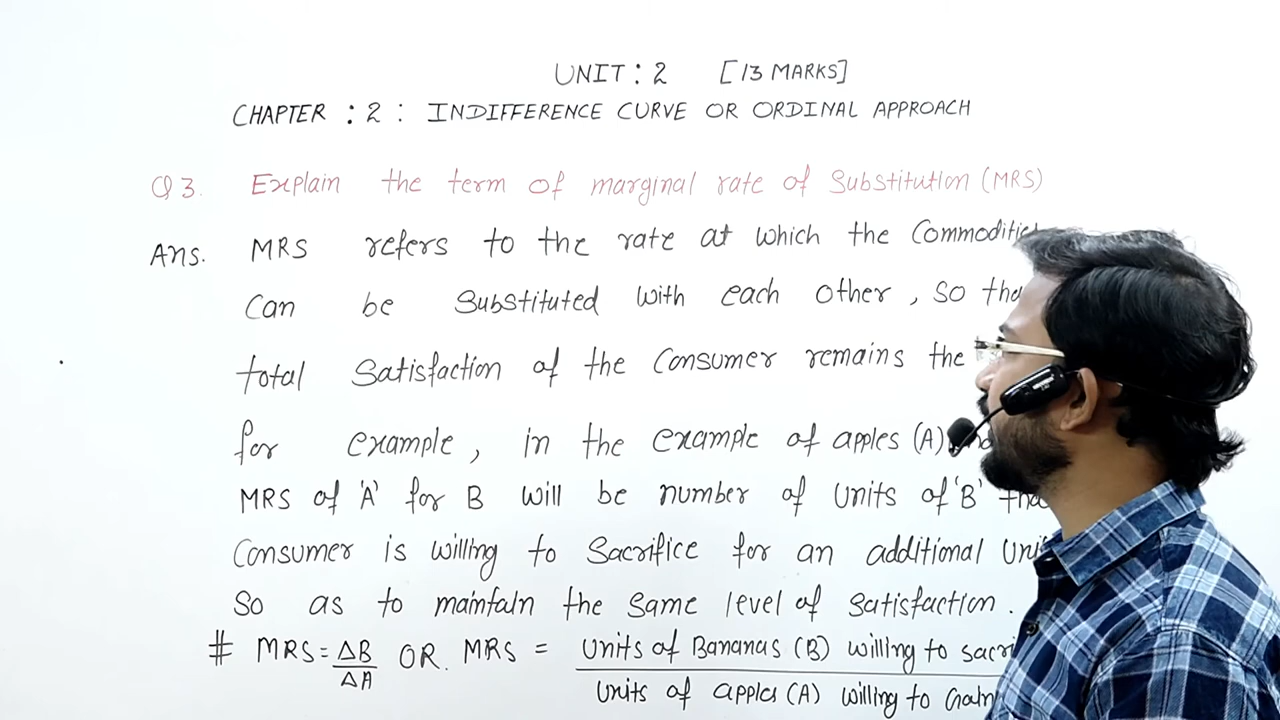 UNIT : 2 [13 MARKS]
CHAPTER : 2 : INDIFFERENCE CURVE OR ORDINAL APPROACH
Q 3. Explain the term of marginal rate of Substitution (MRS)
Ans. MRS refers to the rate at which the Commodities
Can be Substituted with each other, so tha
total Satisfaction of the Consumer remains the
for example, in the example of apples (A)
MRS of 'A' for B will be number of units of 'B' tha
Consumer is willing to Sacrifice for an additional Uni
So as to maintain the same level of satisfaction.
# MRS = ΔB/ΔA OR. MRS = Units of Bananas (B) willing to sacri
Units of apples (A) willing to Gain